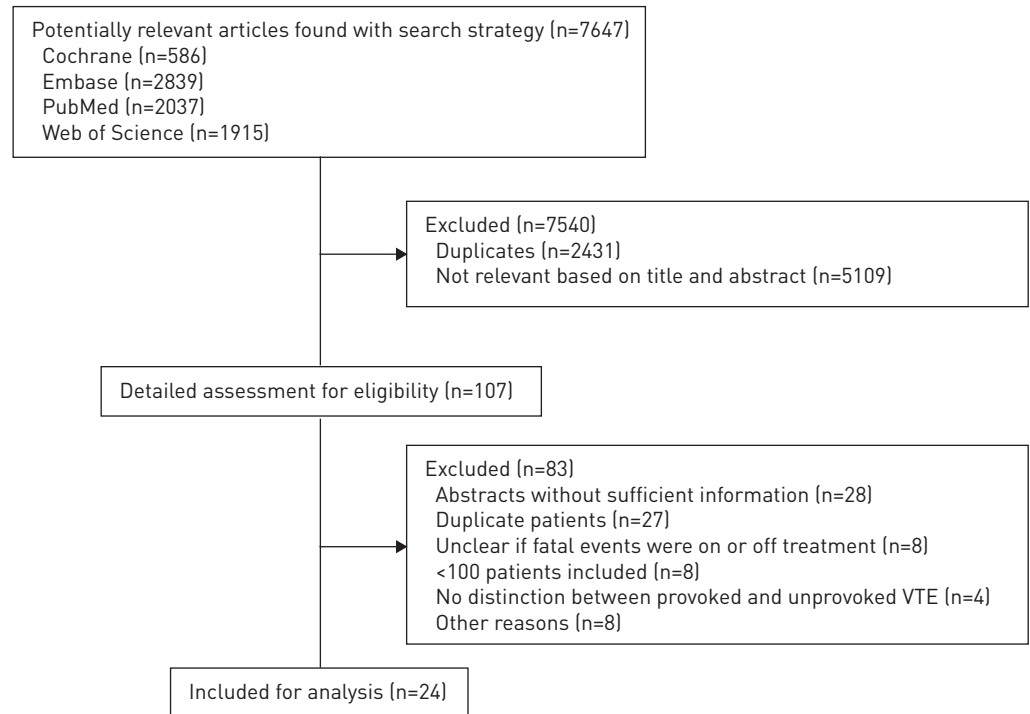 Potentially relevant articles found with search strategy (n=7647)
Cochrane (n=586)
Embase (n=2839)
PubMed (n=2037)
Web of Science (n=1915)
Excluded (n=7540)
Duplicates (n=2431)
Not relevant based on title and abstract (n=5109)
Detailed assessment for eligibility (n=107)
Excluded (n=83)
Abstracts without sufficient information (n=28)
Duplicate patients (n=27)
Unclear if fatal events were on or off treatment (n=8)
<100 patients included (n=8)
No distinction between provoked and unprovoked VTE (n=4)
Other reasons (n=8)
Included for analysis (n=24)